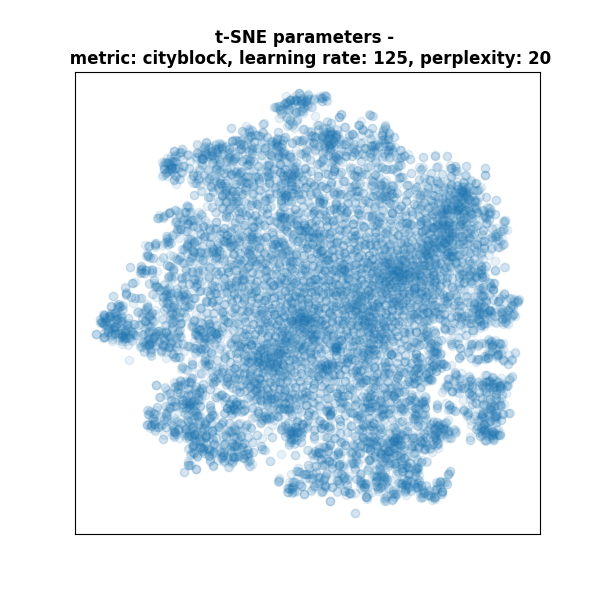 t-SNE parameters -
metric: cityblock, learning rate: 125, perplexity: 20